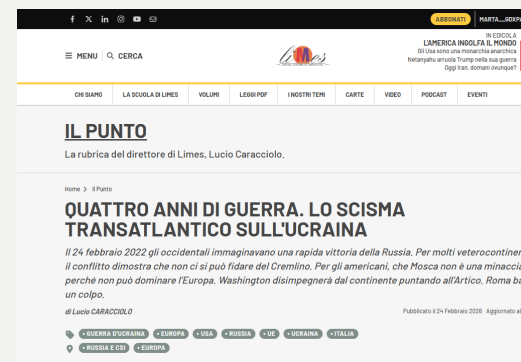 ABBONATI
MARTA__GDXP
IN EDICOLA
L'AMERICA INGOLFA IL MONDO
Gli Usa sono una monarchia anarchica
Netanyahu arruola Trump nella sua guerra
Oggi Iran, domani ovunque?
MENU
CERCA
limes
CHI SIAMO
LA SCUOLA DI LIMES
VOLUMI
LEGGI PDF
I NOSTRI TEMI
CARTE
VIDEO
PODCAST
EVENTI
IL PUNTO
La rubrica del direttore di Limes, Lucio Caracciolo.
Home > Il Punto
QUATTRO ANNI DI GUERRA. LO SCISMA
TRANSATLANTICO SULL'UCRAINA
Il 24 febbraio 2022 gli occidentali immaginavano una rapida vittoria della Russia. Per molti veterocontinen
il conflitto dimostra che non ci si può fidare del Cremlino. Per gli americani, che Mosca non è una minaccia
perché non può dominare l'Europa. Washington disimpegnerà dal continente puntando all'Artico. Roma ba
un colpo.
di Lucio CARACCIOLO
Pubblicato il 24 Febbraio 2026 Aggiornato al
• GUERRA D'UCRAINA • EUROPA • USA • RUSSIA • UE • UCRAINA • ITALIA
• RUSSIA E CSI • EUROPA